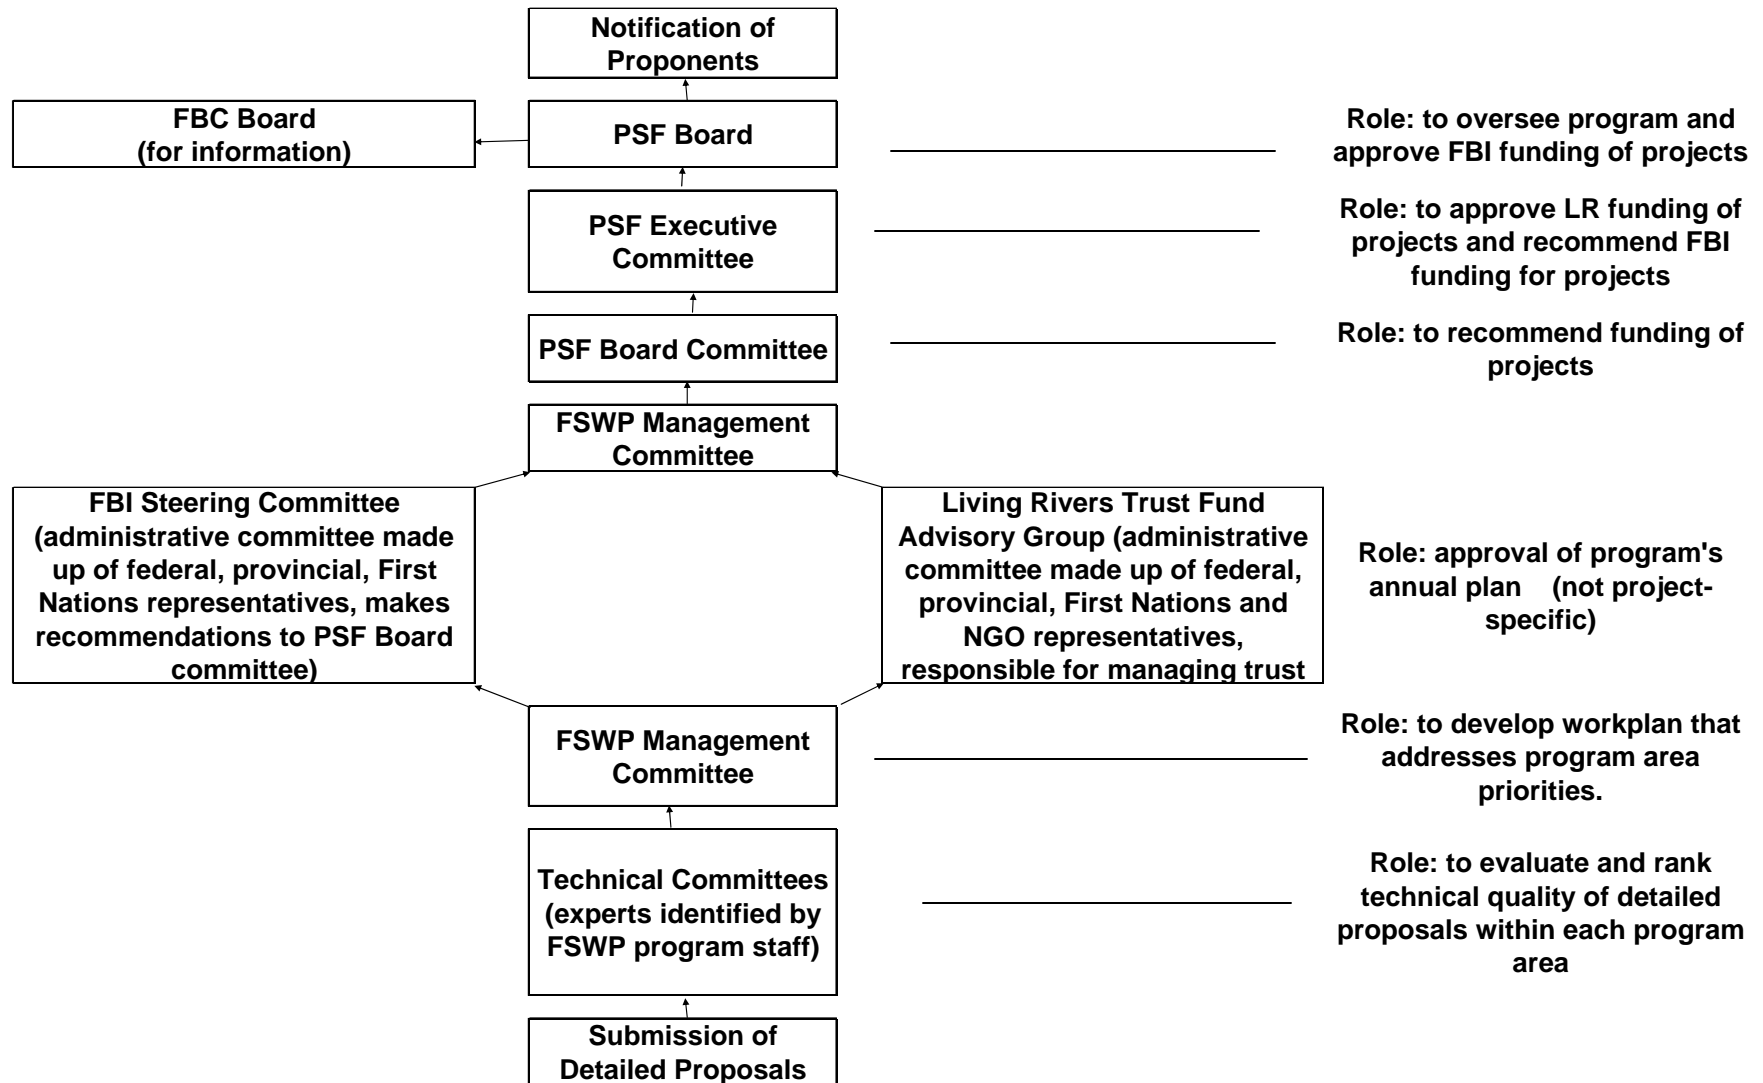 Notification of
Proponents
FBC Board
(for information)
PSF Board
Role: to oversee program and
approve FBI funding of projects
PSF Executive
Committee
Role: to approve LR funding of
projects and recommend FBI
funding for projects
PSF Board Committee
Role: to recommend funding of
projects
FSWP Management
Committee
FBI Steering Committee
(administrative committee made
up of federal, provincial, First
Nations representatives, makes
recommendations to PSF Board
committee)
Living Rivers Trust Fund
Advisory Group (administrative
committee made up of federal,
provincial, First Nations and
NGO representatives,
responsible for managing trust
Role: approval of program's
annual plan (not project-
specific)
FSWP Management
Committee
Role: to develop workplan that
addresses program area
priorities.
Technical Committees
(experts identified by
FSWP program staff)
Role: to evaluate and rank
technical quality of detailed
proposals within each program
area
Submission of
Detailed Proposals